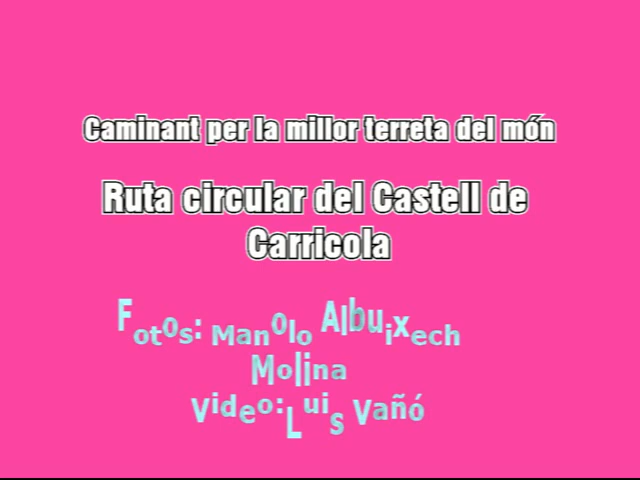 Caminant per la millor terreta del món
Ruta circular del Castell de
Carricola
Fotos: Manolo Albuixech
Molina
Video:Luis Vañó